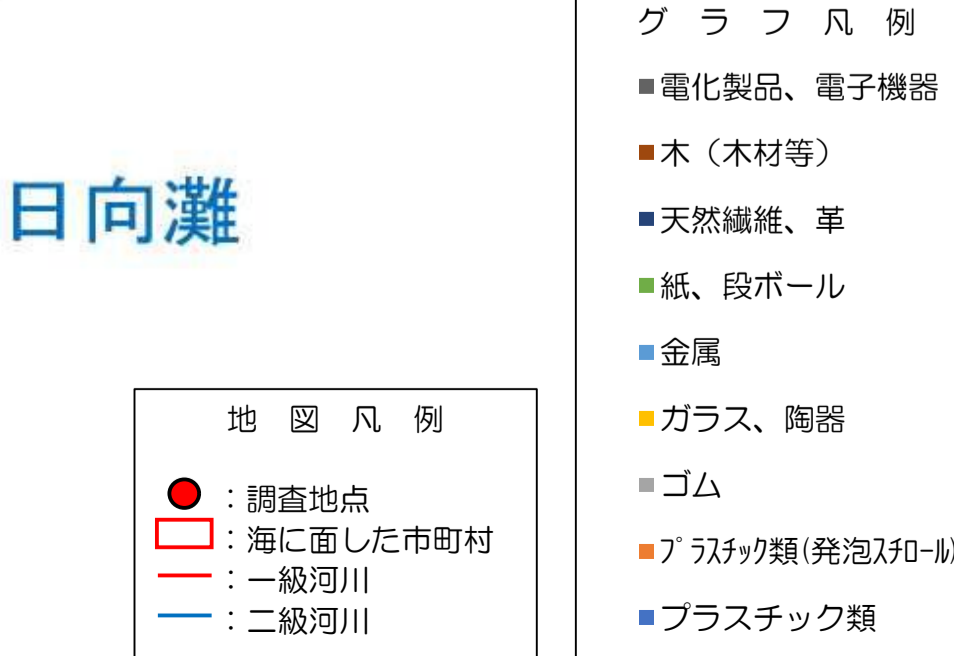 日向灘
地 図 凡 例
：調査地点
：海に面した市町村
：一級河川
：二級河川
グ ラ フ 凡 例
電化製品、電子機器
木（木材等）
天然繊維、革
紙、段ボール
金属
ガラス、陶器
ゴム
プラスチック類(発泡スチロール)
プラスチック類